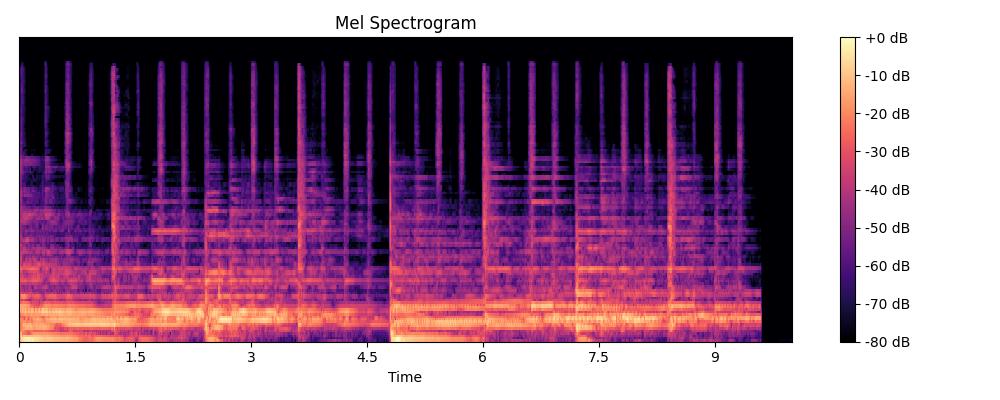 Mel Spectrogram
+0 dB
-10 dB
-20 dB
-30 dB
-40 dB
-50 dB
-60 dB
-70 dB
-80 dB
0 1.5 3 4.5 6 7.5 9
Time